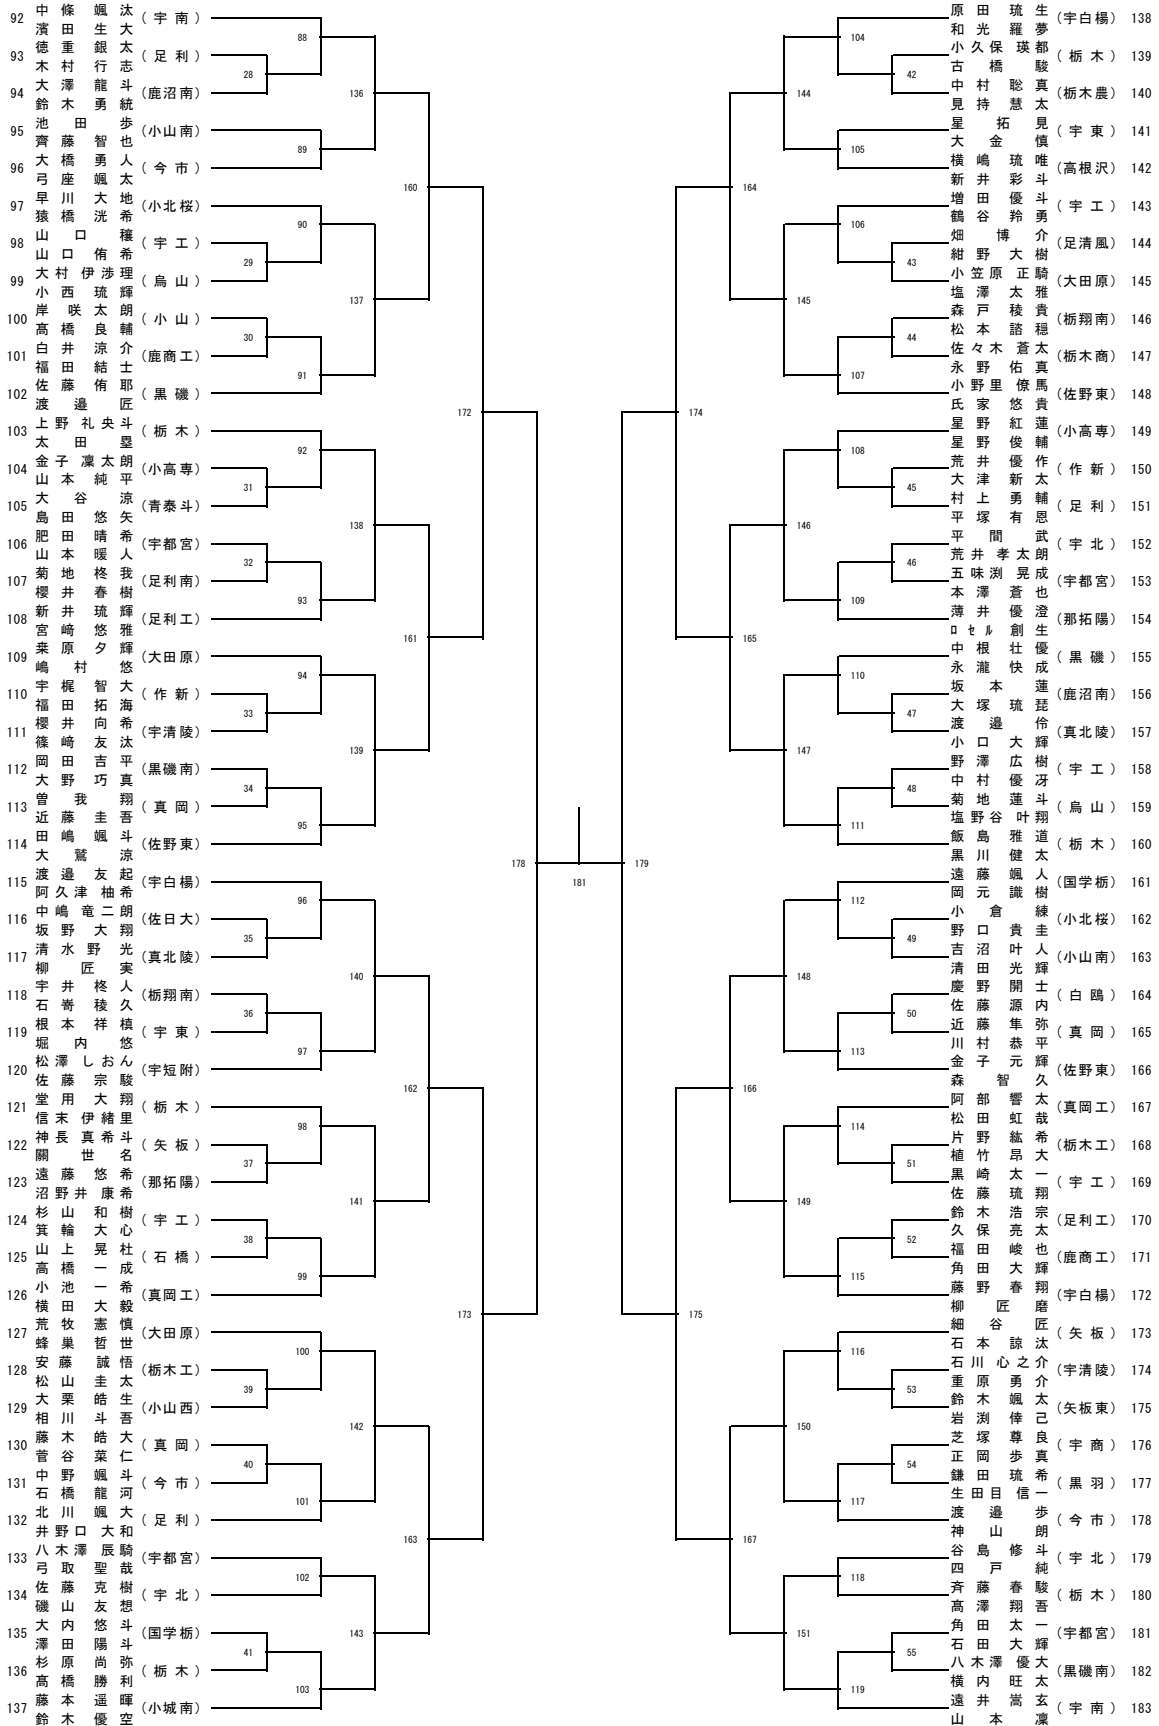 中條 颯汰
92 (宇南)
濱田 生大
徳重 銀太
93 (足利)
木村 行志
大澤 龍斗
94 (鹿沼南)
鈴木 勇統
池田 歩
95 (小山南)
齊藤 智也
大橋 勇人
96 (今市)
弓座 颯太
早川 大地
97 (小北桜)
猿橋 洸希
山口 穰
98 (宇工)
山口 侑希
大村 伊渉理
99 (烏山)
小西 琉輝
岸 咲太朗
100 (小山)
髙橋 良輔
白井 涼介
101 (鹿商工)
福田 結士
佐藤 侑耶
102 (黒磯)
渡邉 匠
上野 礼央斗
103 (栃木)
太田 塁
金子 凜太朗
104 (小高専)
山本 純平
大谷 涼
105 (青泰斗)
島田 悠矢
肥田 晴希
106 (宇都宮)
山本 暖人
菊地 柊我
107 (足利南)
櫻井 春樹
新井 琉輝
108 (足利工)
宮﨑 悠雅
乗原 夕輝
109 (大田原)
嶋村 悠
宇梶 智大
110 (作新)
福田 拓海
櫻井 向希
111 (宇清陵)
篠﨑 友汰
岡田 吉平
112 (黒磯南)
大野 巧真
曽我 翔
113 (真岡)
近藤 圭吾
田嶋 颯斗
114 (佐野東)
大鷲 涼
渡邉 友起
115 (宇白楊)
阿久津 柚希
中嶋 竜二朗
116 (佐日大)
坂野 大翔
清水野 光
117 (真北陵)
柳 匠実
宇井 柊人
118 (栃翔南)
石嵜 稜久
根本 祥槙
119 (宇東)
堀内 悠
松澤 しおん
120 (宇短附)
佐藤 宗駿
堂用 大翔
121 (栃木)
信末 伊緒里
神長 真希斗
122 (矢板)
關 世名
遠藤 悠希
123 (那拓陽)
沼野井 康希
杉山 和樹
124 (宇工)
箕輪 大心
山上 晃杜
125 (石橋)
高橋 一成
小池 一希
126 (真岡工)
横田 大毅
荒牧 憲慎
127 (大田原)
蜂巣 哲世
安藤 誠悟
128 (栃木工)
松山 圭太
大栗 皓生
129 (小山西)
相川 斗吾
藤木 皓大
130 (真岡)
菅谷 菜仁
中野 颯斗
131 (今市)
石橋 龍河
北川 颯大
132 (足利)
井野口 大和
八木澤 辰騎
133 (宇都宮)
弓取 聖哉
佐藤 克樹
134 (宇北)
磯山 友想
大内 悠斗
135 (国学栃)
澤田 陽斗
杉原 尚弥
136 (栃木)
髙橋 勝利
藤本 遥暉
137 (小城南)
鈴木 優空
28
29
30
31
32
33
34
35
36
37
38
39
40
41
88
89
90
91
92
93
94
95
96
97
98
99
100
101
102
103
136
137
138
139
140
141
142
143
160
161
162
163
172
173
178
181
179
174
175
164
165
166
167
144
145
146
147
148
149
150
151
104
105
106
107
108
109
110
111
112
113
114
115
116
117
118
119
42
43
44
45
46
47
48
49
50
51
52
53
54
55
原田 琉生
(宇白楊) 138
和光 羅夢
小久保 瑛都
(栃木) 139
古橋 駿
中村 聡真
(栃木農) 140
見持 慧太
星 拓見
(宇東) 141
大金 慎
横嶋 琉唯
(高根沢) 142
新井 彩斗
増田 優斗
(宇工) 143
鶴谷 羚勇
畑 博介
(足清風) 144
紺野 大樹
小笠原 正騎
(大田原) 145
塩澤 太雅
森戸 稜貴
(栃翔南) 146
松本 諮穏
佐々木 蒼太
(栃木商) 147
永野 佑真
小野里 僚馬
(佐野東) 148
氏家 悠貴
星野 紅蓮
(小高専) 149
星野 俊輔
荒井 優作
(作新) 150
大津 新太
村上 勇輔
(足利) 151
平塚 有恩
平間 武
(宇北) 152
荒井 孝太朗
五味渕 晃成
(宇都宮) 153
本澤 蒼也
薄井 優澄
(那拓陽) 154
ロセル 創生
中根 壮優
(黒磯) 155
永瀧 快成
坂本 蓮
(鹿沼南) 156
大塚 琉琵
渡邉 伶
(真北陵) 157
小口 大輝
野澤 広樹
(宇工) 158
中村 優冴
菊地 蓮斗
(烏山) 159
塩野谷 叶翔
飯島 雅道
(栃木) 160
黒川 健太
遠藤 颯人
(国学栃) 161
岡元 識樹
小倉 練
(小北桜) 162
野口 貴圭
吉沼 叶人
(小山南) 163
清田 光輝
慶野 開士
(白鴎) 164
佐藤 源内
近藤 隼弥
(真岡) 165
川村 恭平
金子 元輝
(佐野東) 166
森 智久
阿部 響太
(真岡工) 167
松田 虹哉
片野 紘希
(栃木工) 168
植竹 昂大
黒崎 太一
(宇工) 169
佐藤 琉翔
鈴木 浩宗
(足利工) 170
久保 亮太
福田 峻也
(鹿商工) 171
角田 大輝
藤野 春翔
(宇白楊) 172
柳 匠磨
細谷 匠
(矢板) 173
石本 諒汰
石川 心之介
(宇清陵) 174
重原 勇介
鈴木 颯太
(矢板東) 175
岩渕 倖己
芝塚 尊良
(宇商) 176
正岡 歩真
鎌田 琉希
(黒羽) 177
生田目 信一
渡邉 歩
(今市) 178
神山 朗
谷島 修斗
(宇北) 179
四戸 純
斉藤 春駿
(栃木) 180
髙澤 翔吾
角田 太一
(宇都宮) 181
石田 大輝
八木澤 優大
(黒磯南) 182
横内 旺太
遠井 嵩玄
(宇南) 183
山本 凜